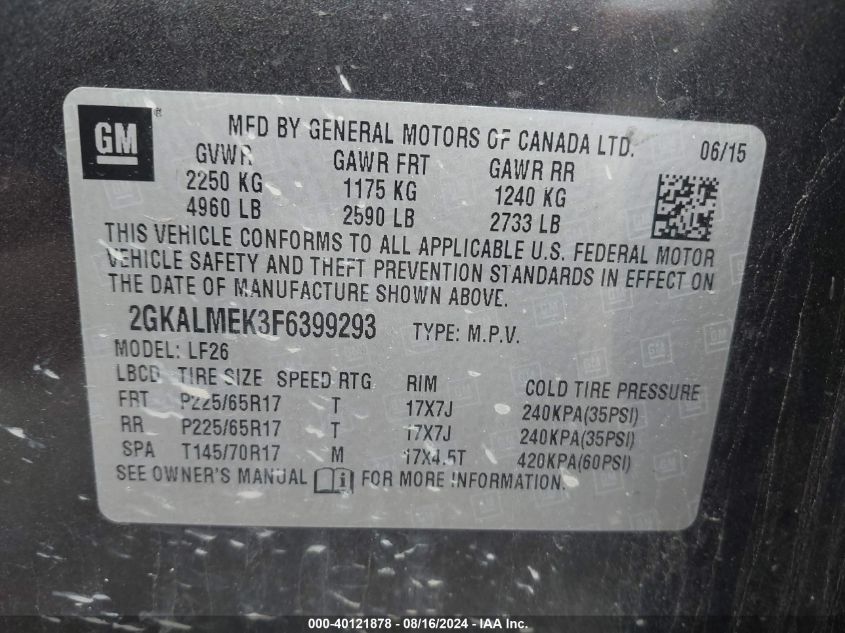 GM ®
MFD BY GENERAL MOTORS OF CANADA LTD. 06/15
GVWR GAWR FRT GAWR RR
2250 KG 1175 KG 1240 KG
4960 LB 2590 LB 2733 LB
THIS VEHICLE CONFORMS TO ALL APPLICABLE U.S. FEDERAL MOTOR
VEHICLE SAFETY AND THEFT PREVENTION STANDARDS IN EFFECT ON
THE DATE OF MANUFACTURE SHOWN ABOVE.
2GKALMEK3F6399293 TYPE: M.P.V.
MODEL: LF26
LBCD TIRE SIZE SPEED RTG RIM COLD TIRE PRESSURE
FRT P225/65R17 T 17X7J 240KPA(35PSI)
RR P225/65R17 T 17X7J 240KPA(35PSI)
SPA T145/70R17 M 17X4.5T 420KPA(60PSI)
SEE OWNER'S MANUAL i FOR MORE INFORMATION.
000-40121878 - 08/16/2024 - IAA Inc.